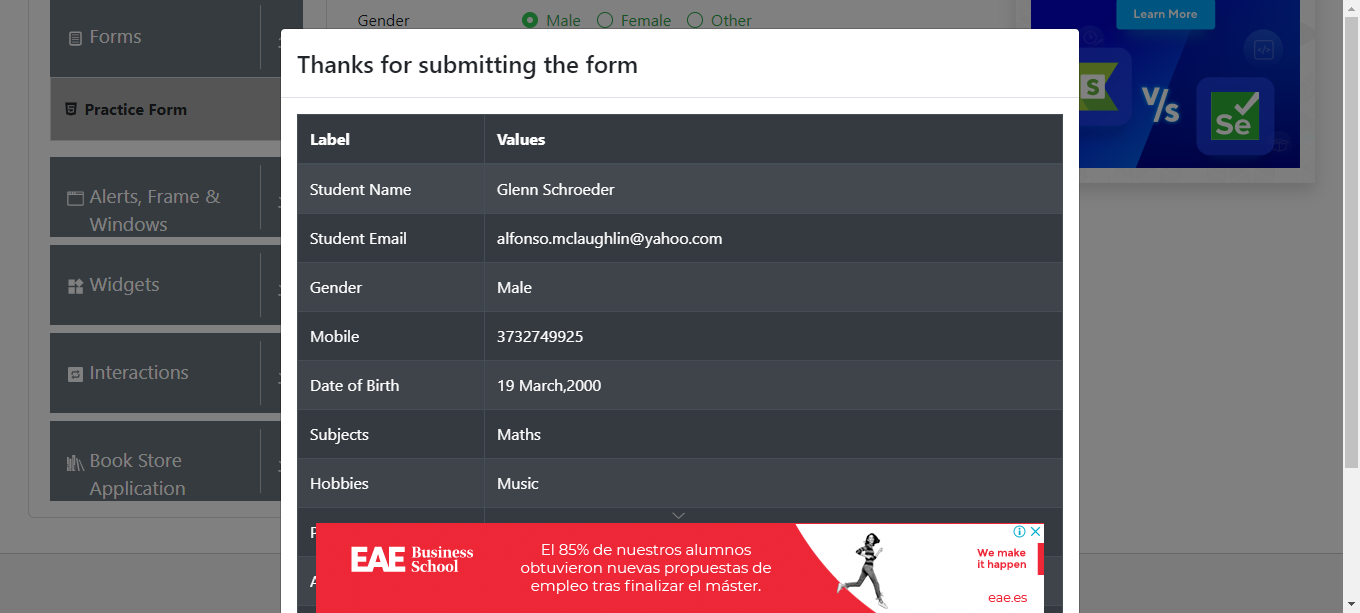 Gender Male Female Other
Forms
Practice Form
Alerts, Frame &
Windows
Widgets
Interactions
Book Store
Application
Learn More
S
V/s
Se
Thanks for submitting the form
Label Values
Student Name Glenn Schroeder
Student Email alfonso.mclaughlin@yahoo.com
Gender Male
Mobile 3732749925
Date of Birth 19 March,2000
Subjects Maths
Hobbies Music
EAE Business
School
El 85% de nuestros alumnos
obtuvieron nuevas propuestas de
empleo tras finalizar el máster.
We make
it happen
eae.es